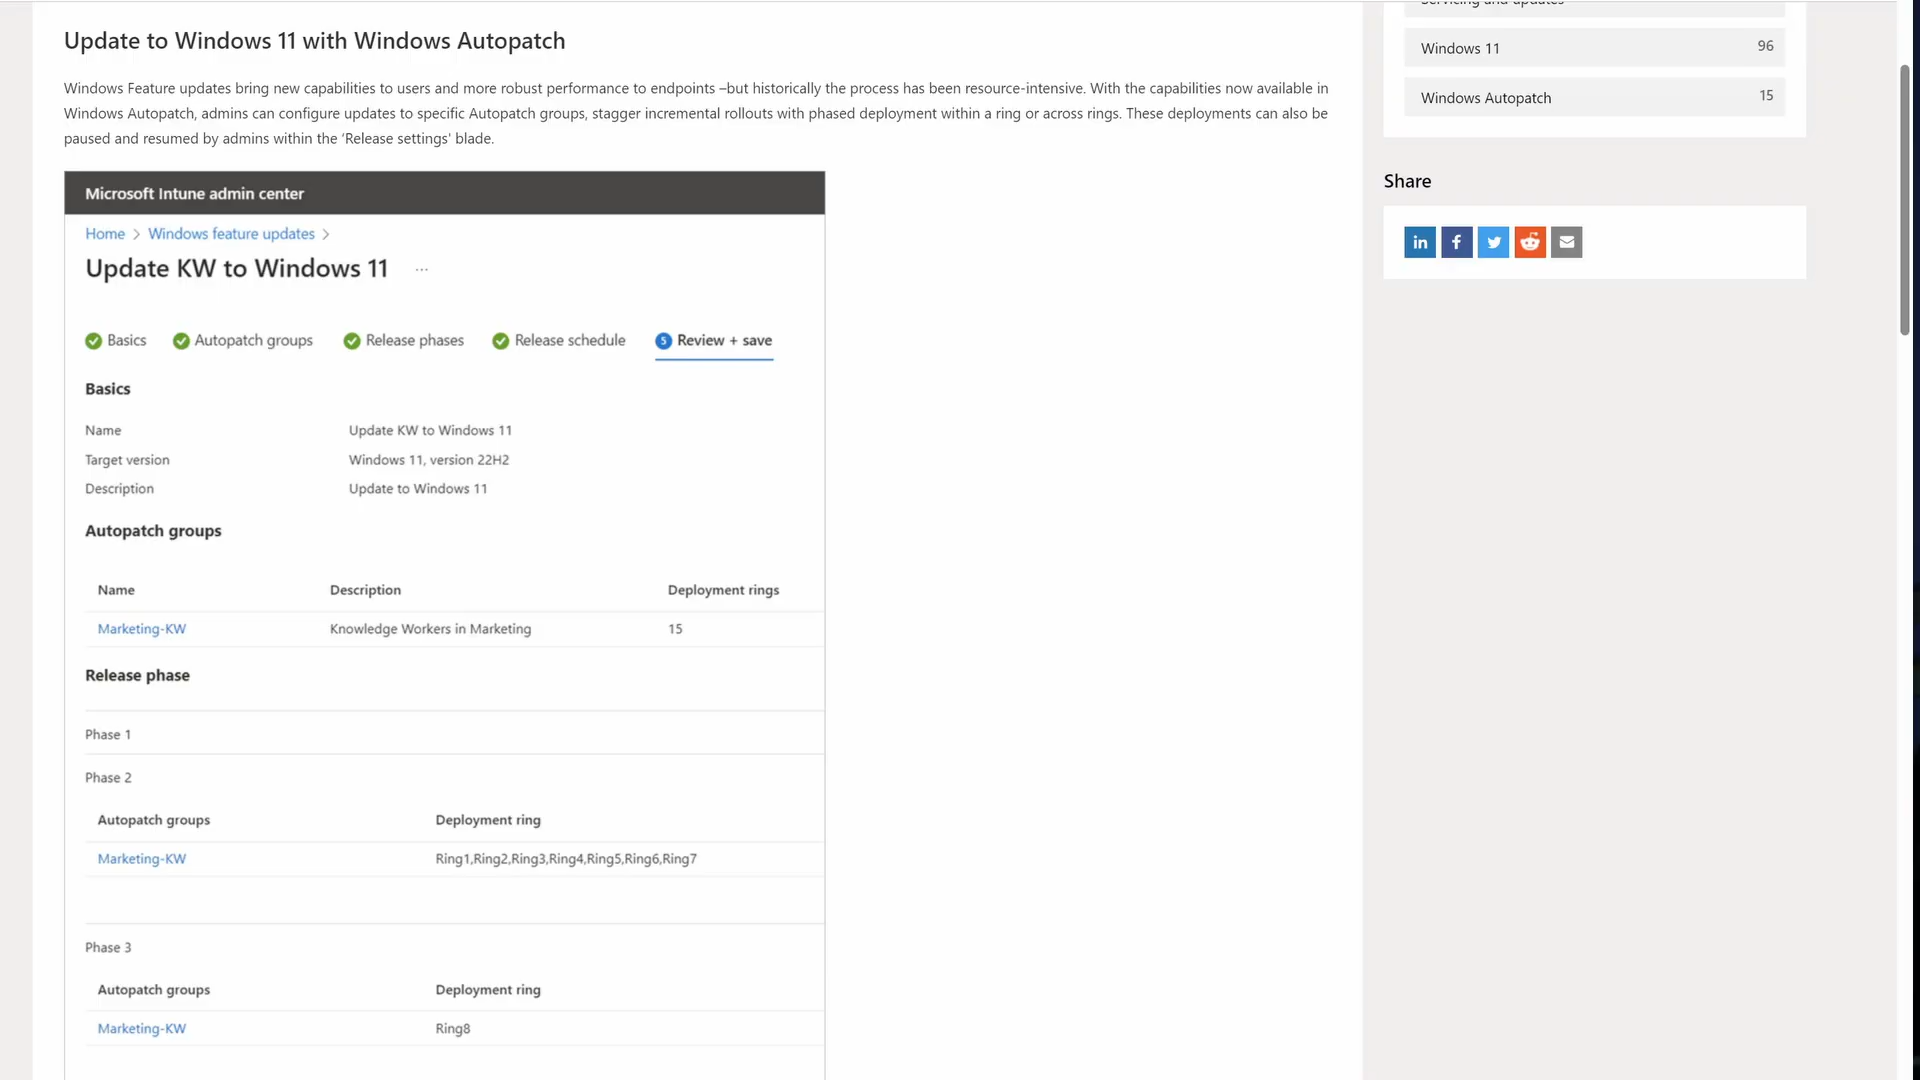 Update to Windows 11 with Windows Autopatch
Windows Feature updates bring new capabilities to users and more robust performance to endpoints –but historically the process has been resource-intensive. With the capabilities now available in
Windows Autopatch, admins can configure updates to specific Autopatch groups, stagger incremental rollouts with phased deployment within a ring or across rings. These deployments can also be
paused and resumed by admins within the ‘Release settings’ blade.
Microsoft Intune admin center
Home > Windows feature updates >
Update KW to Windows 11 ...
Basics Autopatch groups Release phases Release schedule 5 Review + save
Basics
Name Update KW to Windows 11
Target version Windows 11, version 22H2
Description Update to Windows 11
Autopatch groups
Name Description Deployment rings
Marketing-KW Knowledge Workers in Marketing 15
Release phase
Phase 1
Phase 2
Autopatch groups Deployment ring
Marketing-KW Ring1,Ring2,Ring3,Ring4,Ring5,Ring6,Ring7
Phase 3
Autopatch groups Deployment ring
Marketing-KW Ring8
Servicing and updates
Windows 11 96
Windows Autopatch 15
Share
in f